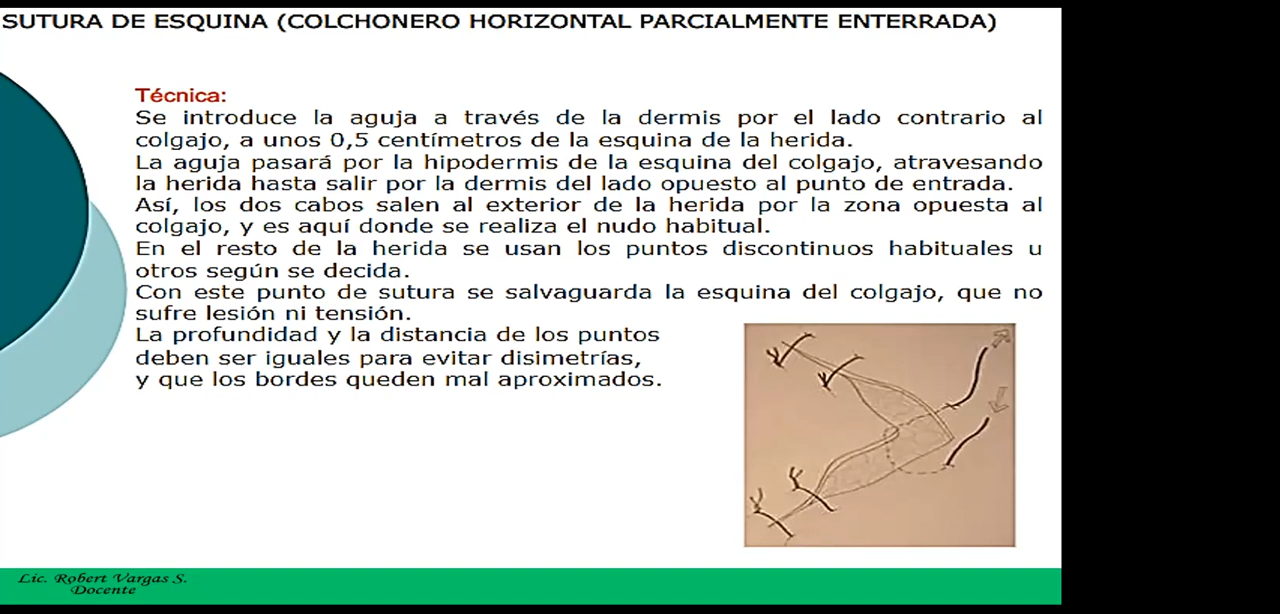 SUTURA DE ESQUINA (COLCHONERO HORIZONTAL PARCIALMENTE ENTERRADA)
Técnica:
Se introduce la aguja a través de la dermis por el lado contrario al
colgajo, a unos 0,5 centímetros de la esquina de la herida.
La aguja pasará por la hipodermis de la esquina del colgajo, atravesando
la herida hasta salir por la dermis del lado opuesto al punto de entrada.
Así, los dos cabos salen al exterior de la herida por la zona opuesta al
colgajo, y es aquí donde se realiza el nudo habitual.
En el resto de la herida se usan los puntos discontinuos habituales u
otros según se decida.
Con este punto de sutura se salvaguarda la esquina del colgajo, que no
sufre lesión ni tensión.
La profundidad y la distancia de los puntos
deben ser iguales para evitar disimetrías,
y que los bordes queden mal aproximados.
Lic. Robert Vargas S.
Docente